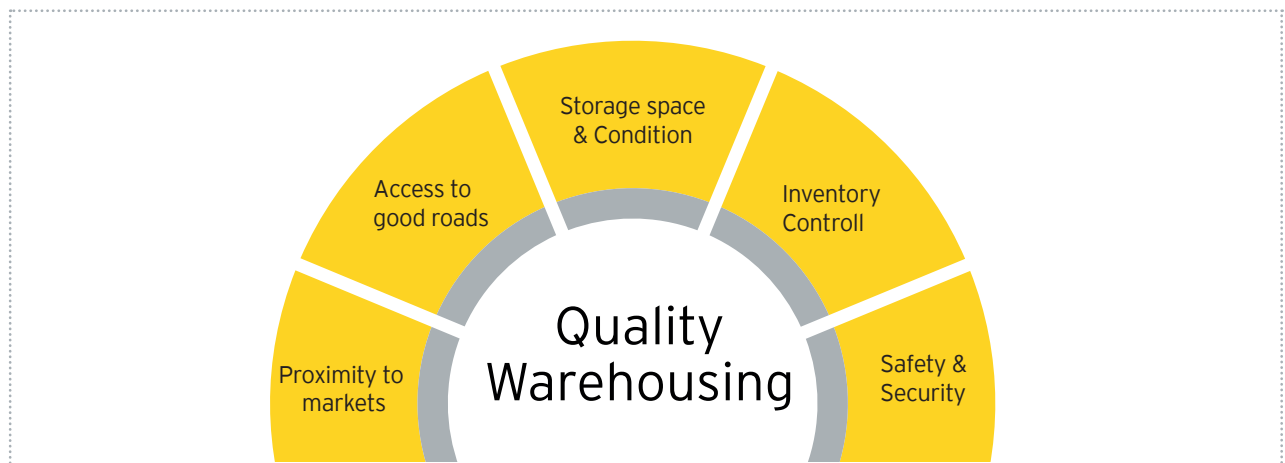 Storage space
& Condition
Access to
good roads
Inventory
Controll
Quality
Warehousing
Proximity to
markets
Safety &
Security